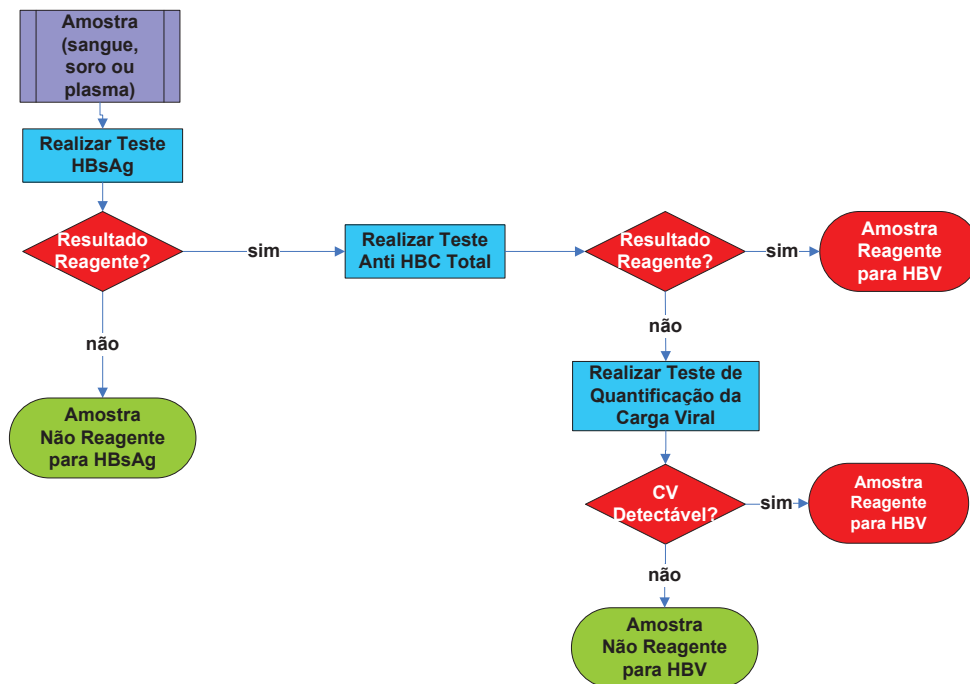 Amostra
(sangue,
soro ou
plasma)
Realizar Teste
HBsAg
Resultado
Reagente?
sim
Realizar Teste
Anti HBC Total
Resultado
Reagente?
sim
Amostra
Reagente
para HBV
não
Amostra
Não Reagente
para HBsAg
não
Realizar Teste de
Quantificação da
Carga Viral
CV
Detectável?
sim
Amostra
Reagente
para HBV
não
Amostra
Não Reagente
para HBV